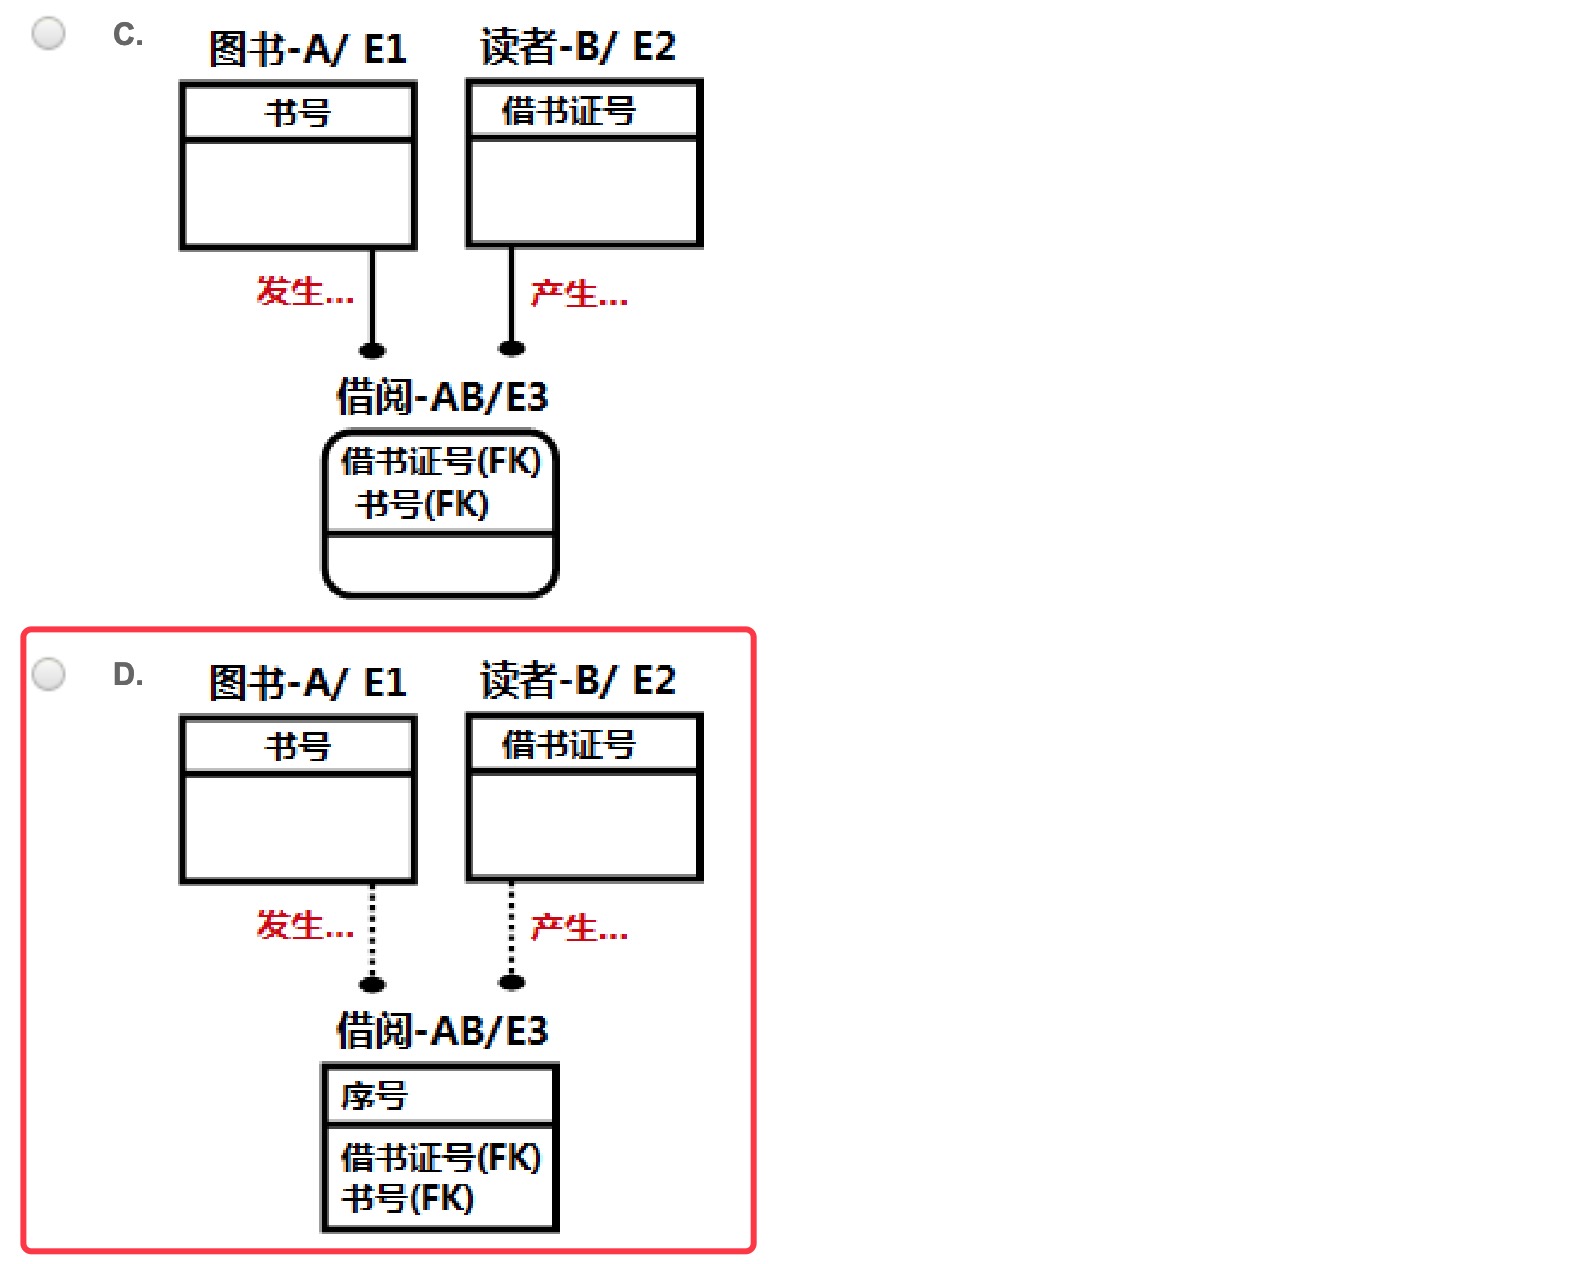 C.
图书-A/ E1 读者-B/ E2
书号 借书证号
发生... 产生...
借阅-AB/E3
借书证号(FK)
书号(FK)
D.
图书-A/ E1 读者-B/ E2
书号 借书证号
发生... 产生...
借阅-AB/E3
序号
借书证号(FK)
书号(FK)